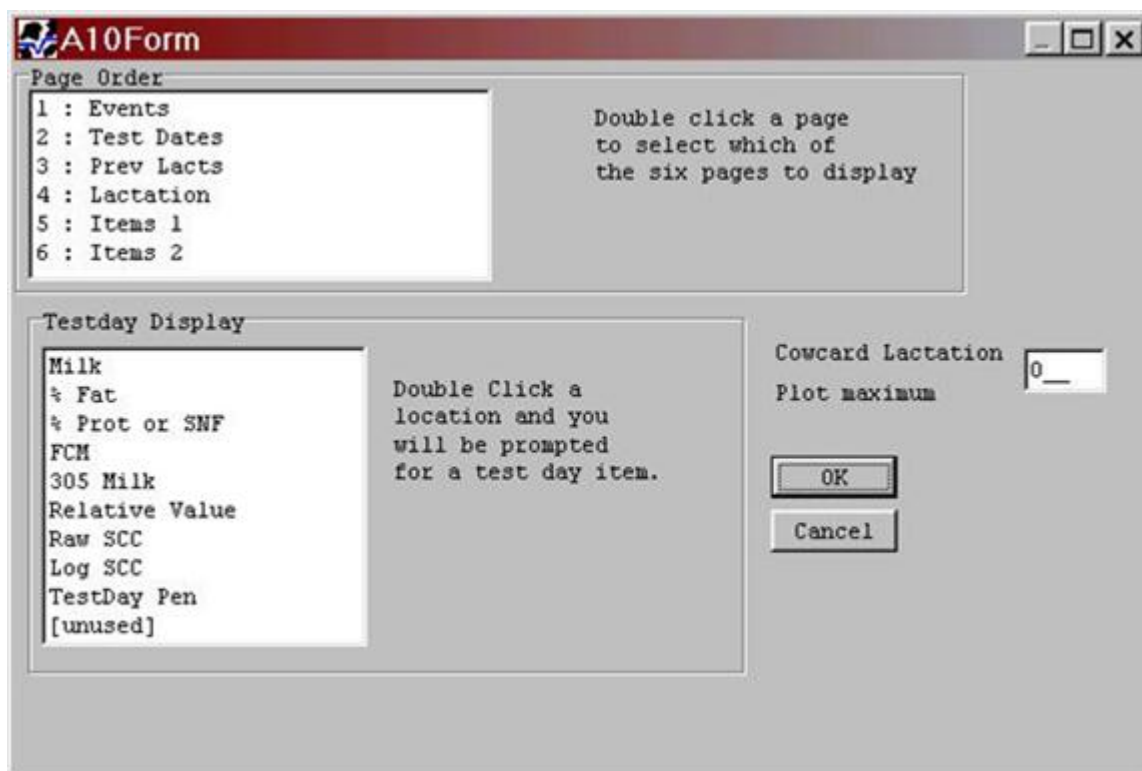 A10Form
Page Order
1 : Events
2 : Test Dates
3 : Prev Lacts
4 : Lactation
5 : Items 1
6 : Items 2
Double click a page
to select which of
the six pages to display
Testday Display
Milk
% Fat
% Prot or SNF
FCM
305 Milk
Relative Value
Raw SCC
Log SCC
TestDay Pen
[unused]
Double Click a
location and you
will be prompted
for a test day item.
Cowcard Lactation
Plot maximum
0__
OK
Cancel